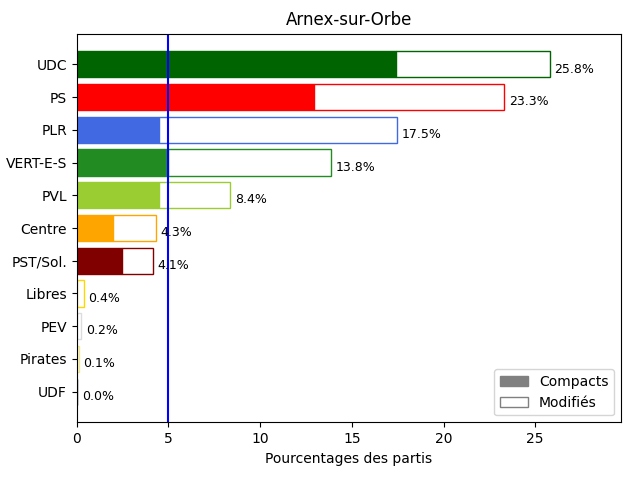 Arnex-sur-Orbe
UDC 25.8%
PS 23.3%
PLR 17.5%
VERT-E-S 13.8%
PVL 8.4%
Centre 4.3%
PST/Sol. 4.1%
Libres 0.4%
PEV 0.2%
Pirates 0.1%
UDF 0.0%
Compacts
Modifiés
0 5 10 15 20 25
Pourcentages des partis